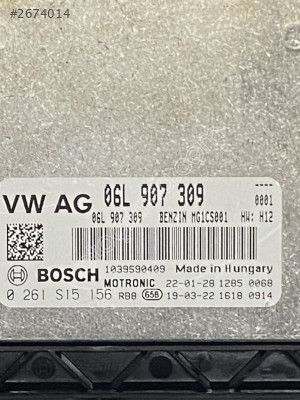 #2674014
VW AG 06L 907 309 ----
06L 907 309 BENZIN MG1CS001 0001
HW: H12
BOSCH 1039S90409 Made in Hungary
MOTRONIC 22-01-28 1285 0068
0 261 S15 156 RB8 65B 19-03-22 1618 0914